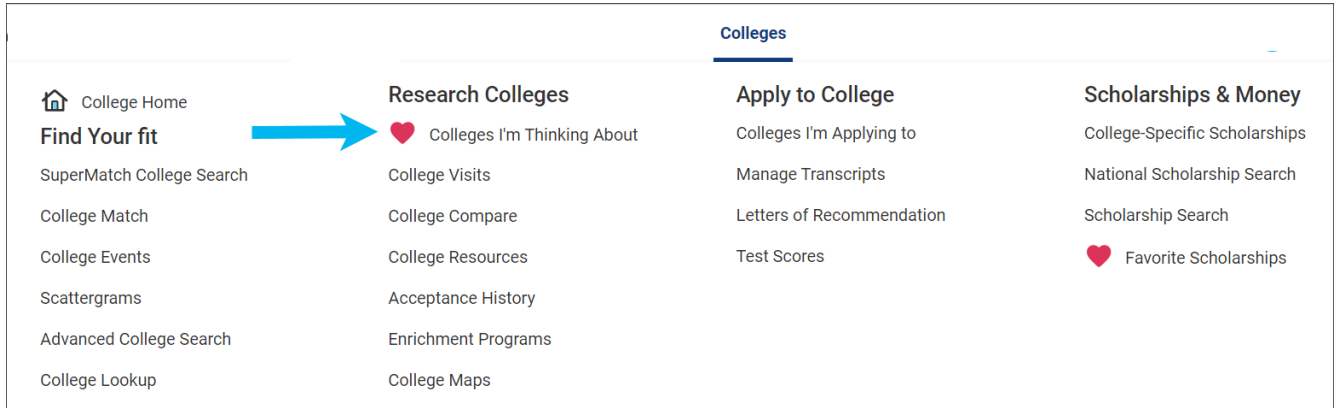 Colleges
College Home
Find Your fit
SuperMatch College Search
College Match
College Events
Scattergrams
Advanced College Search
College Lookup
Research Colleges
Colleges I'm Thinking About
College Visits
College Compare
College Resources
Acceptance History
Enrichment Programs
College Maps
Apply to College
Colleges I'm Applying to
Manage Transcripts
Letters of Recommendation
Test Scores
Scholarships & Money
College-Specific Scholarships
National Scholarship Search
Scholarship Search
Favorite Scholarships